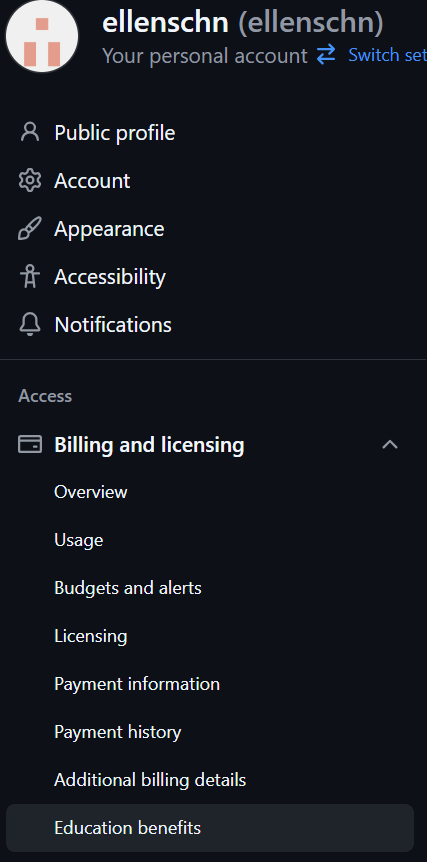 ellenschn (ellenschn)
Your personal account Switch set
Public profile
Account
Appearance
Accessibility
Notifications
Access
Billing and licensing
Overview
Usage
Budgets and alerts
Licensing
Payment information
Payment history
Additional billing details
Education benefits